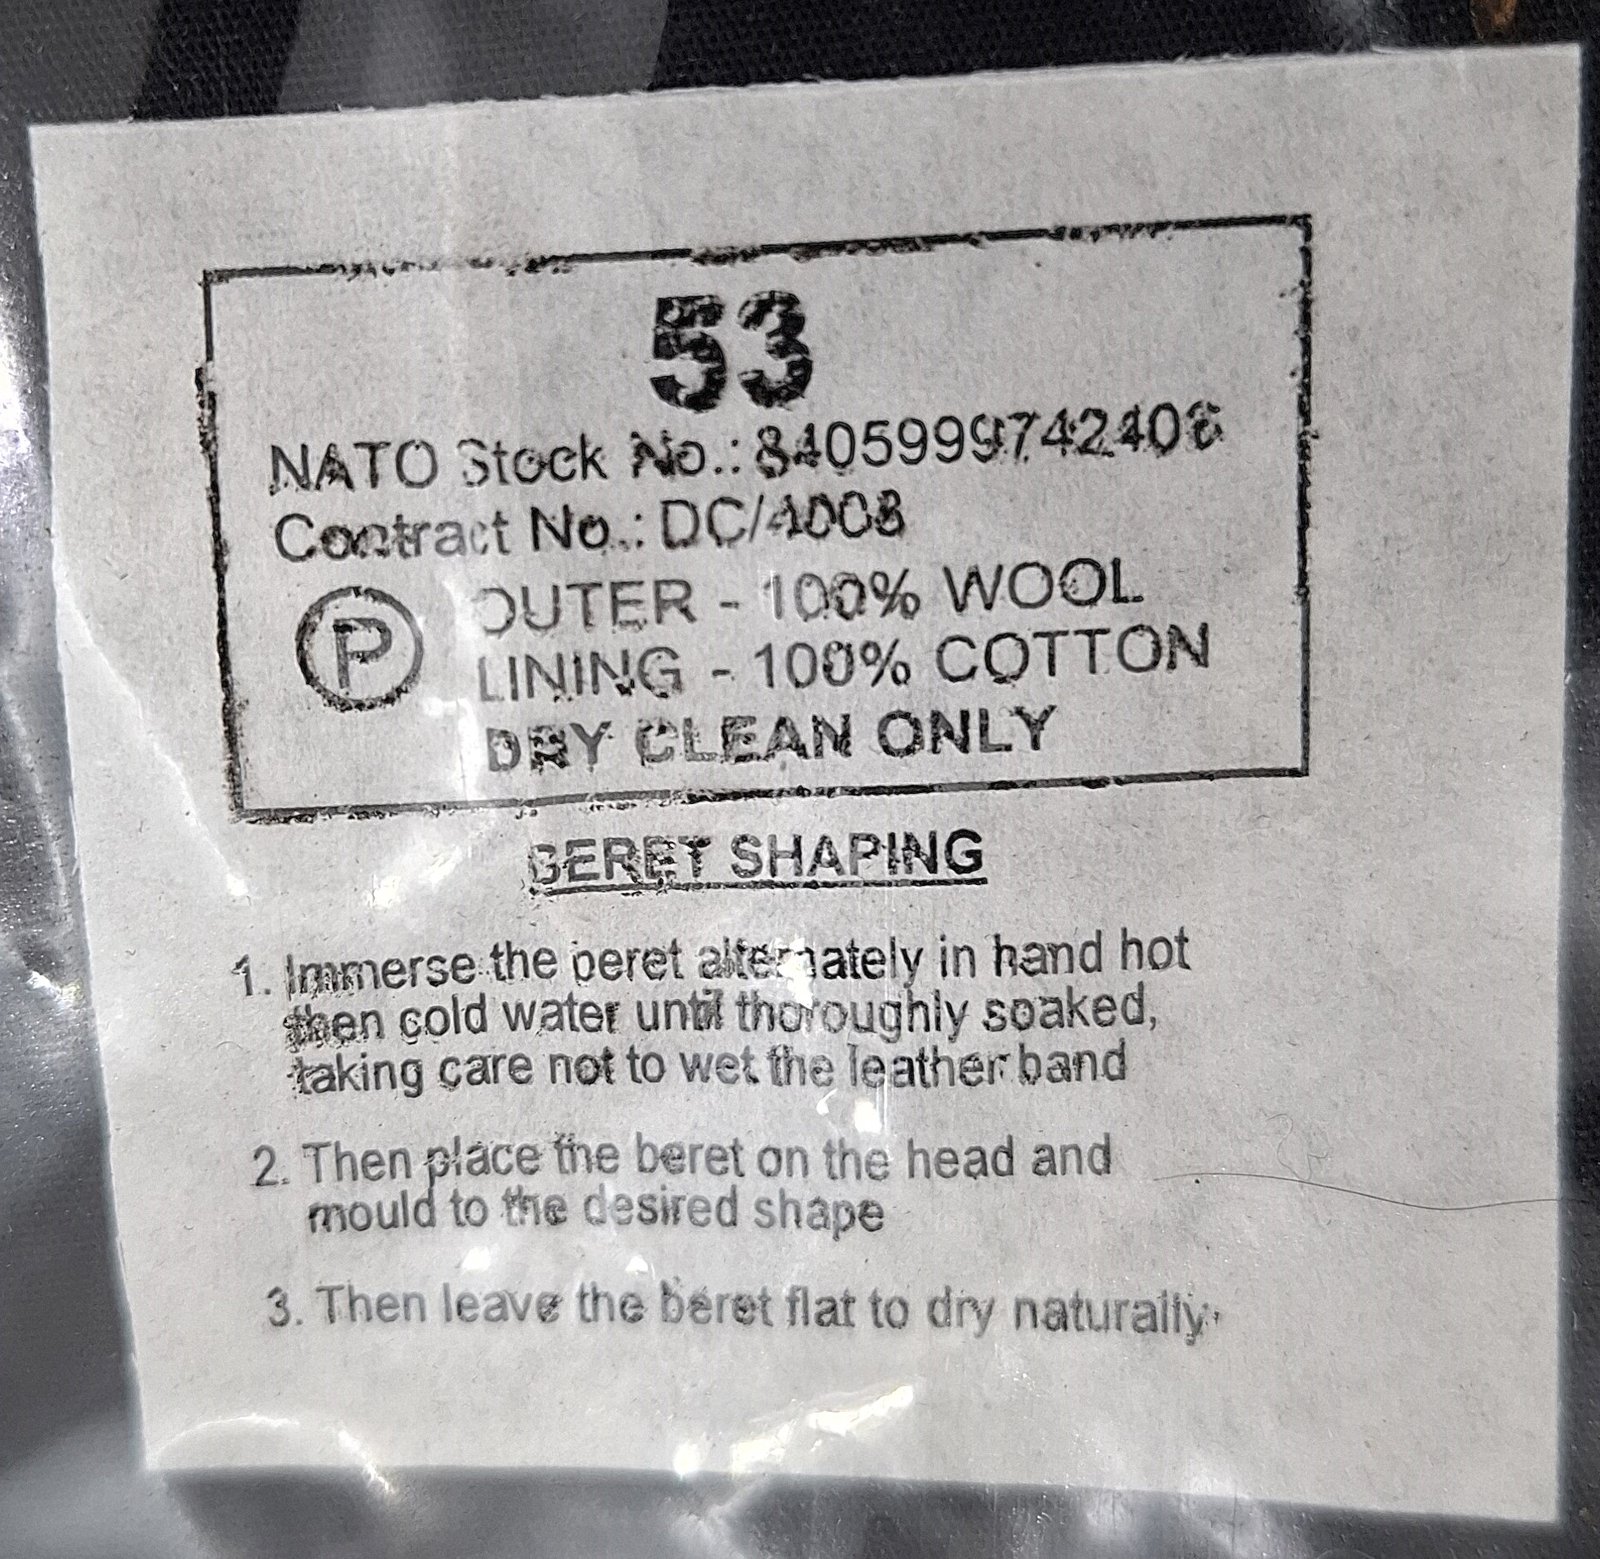 53
NATO Stock No.:
Contract No.: DC/4008
P OUTER - 100% WOOL
LINING - 100% COTTON
DRY CLEAN ONLY
BERET SHAPING
1. Immerse the beret alternately in hand hot
then cold water until thoroughly soaked,
taking care not to wet the leather band
2. Then place the beret on the head and
mould to the desired shape
3. Then leave the beret flat to dry naturally.